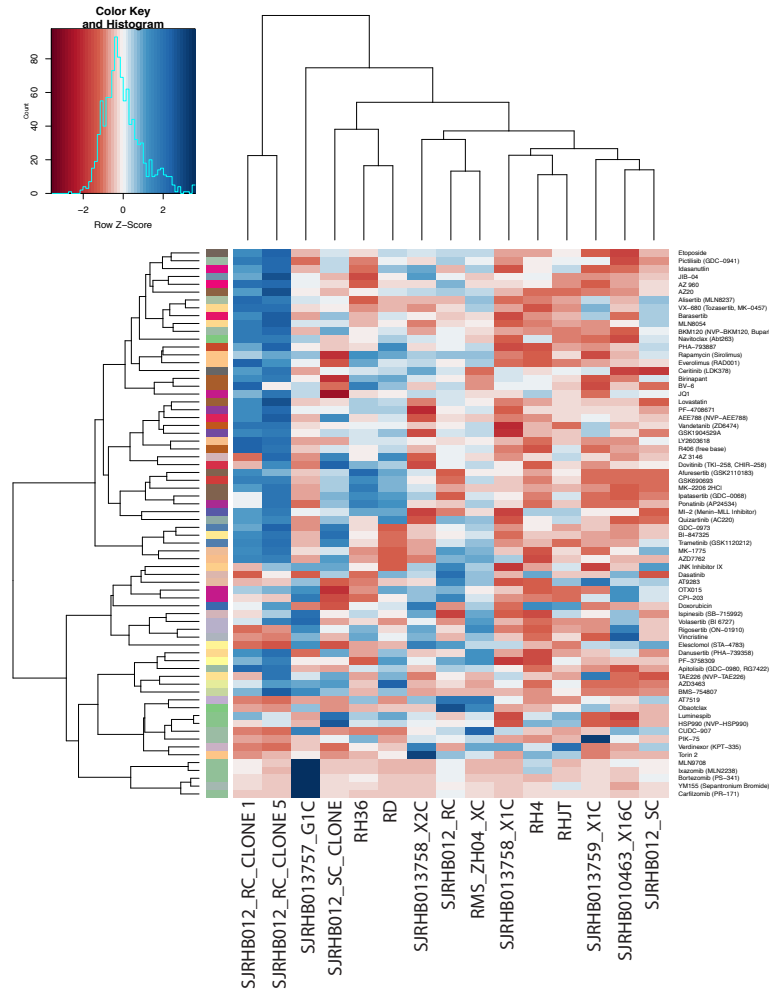 Color Key
and Histogram
Count
0
20
40
60
80
−2
0
2
Row Z−Score
Etoposide
Pictilisib (GDC−0941)
Idasanutin
JIB−04
AZ 960
AZ20
Alisertib (MLN8237)
VX−680 (Tozasertib, MK−0457)
Barasertib
MLN8054
BKM120 (NVP−BKM120, Bupar
Navitoclax (Abt263)
PHA−793887
Rapamycin (Sirolimus)
Everolimus (RAD001)
Ceritinib (LDK378)
Birinapant
BV−6
JQ1
Lovastatin
PF−4708671
AEE788 (NVP−AEE788)
Vandetanib (ZD6474)
GSK1904529A
LY2603618
R406 (free base)
AZ 3146
Dovitinib (TKI−258, CHIR−258)
Afuresertib (GSK2110183)
GSK690693
MK−2206 2HCl
Ipatasertib (GDC−0068)
Ponatinib (AP24534)
MI−2 (Menin−MLL Inhibitor)
Quizartinib (AC220)
GDC−0973
BI−847325
Trametinib (GSK1120212)
MK−1775
AZD7762
JNK Inhibitor IX
Dasatinib
AT9283
OTX015
CPI−203
Doxorubicin
Ispinesib (SB−715992)
Volasertib (BI 6727)
Rigosertib (ON−01910)
Vincristine
Elesclomol (STA−4783)
Danusertib (PHA−739358)
PF−3758309
Apitolisib (GDC−0980, RG7422)
TAE226 (NVP−TAE226)
AZD3463
BMS−754807
AT7519
Obatoclax
Luminespib
HSP990 (NVP−HSP990)
CUDC−907
PIK−75
Verdinexor (KPT−335)
Torin 2
MLN9708
Ixazomib (MLN2238)
Bortezomib (PS−341)
YM155 (Sepantronium Bromide)
Carfilzomib (PR−171)
SJRHB012_RC_CLONE 1
SJRHB012_RC_CLONE 5
SJRHB013757_G1C
SJRHB012_SC_CLONE
RH36
RD
SJRHB013758_X2C
SJRHB012_RC
RMS_ZH04_XC
SJRHB013758_X1C
RH4
RHJT
SJRHB013759_X1C
SJRHB010463_X16C
SJRHB012_SC